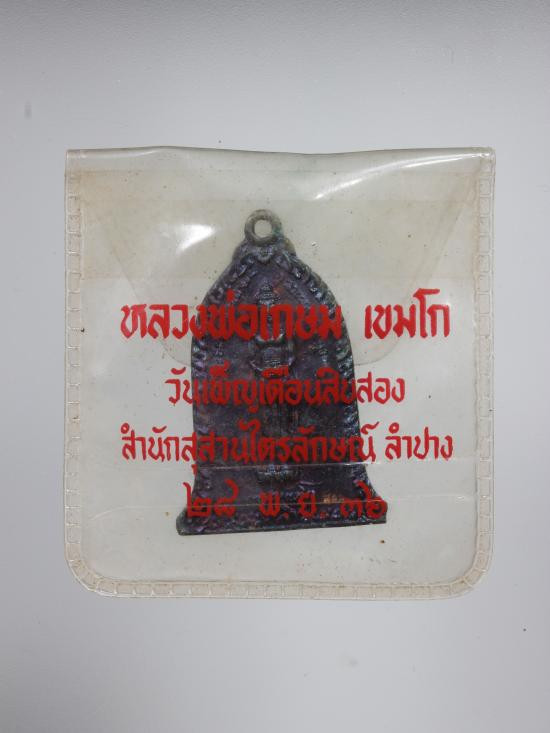 หลวงพ่อเกษม เขมโก
วันเพ็ญเดือนสิบสอง
สำนักสุสานไตรลักษณ์ ลำปาง
๒๘ พ.ย. ๓๖